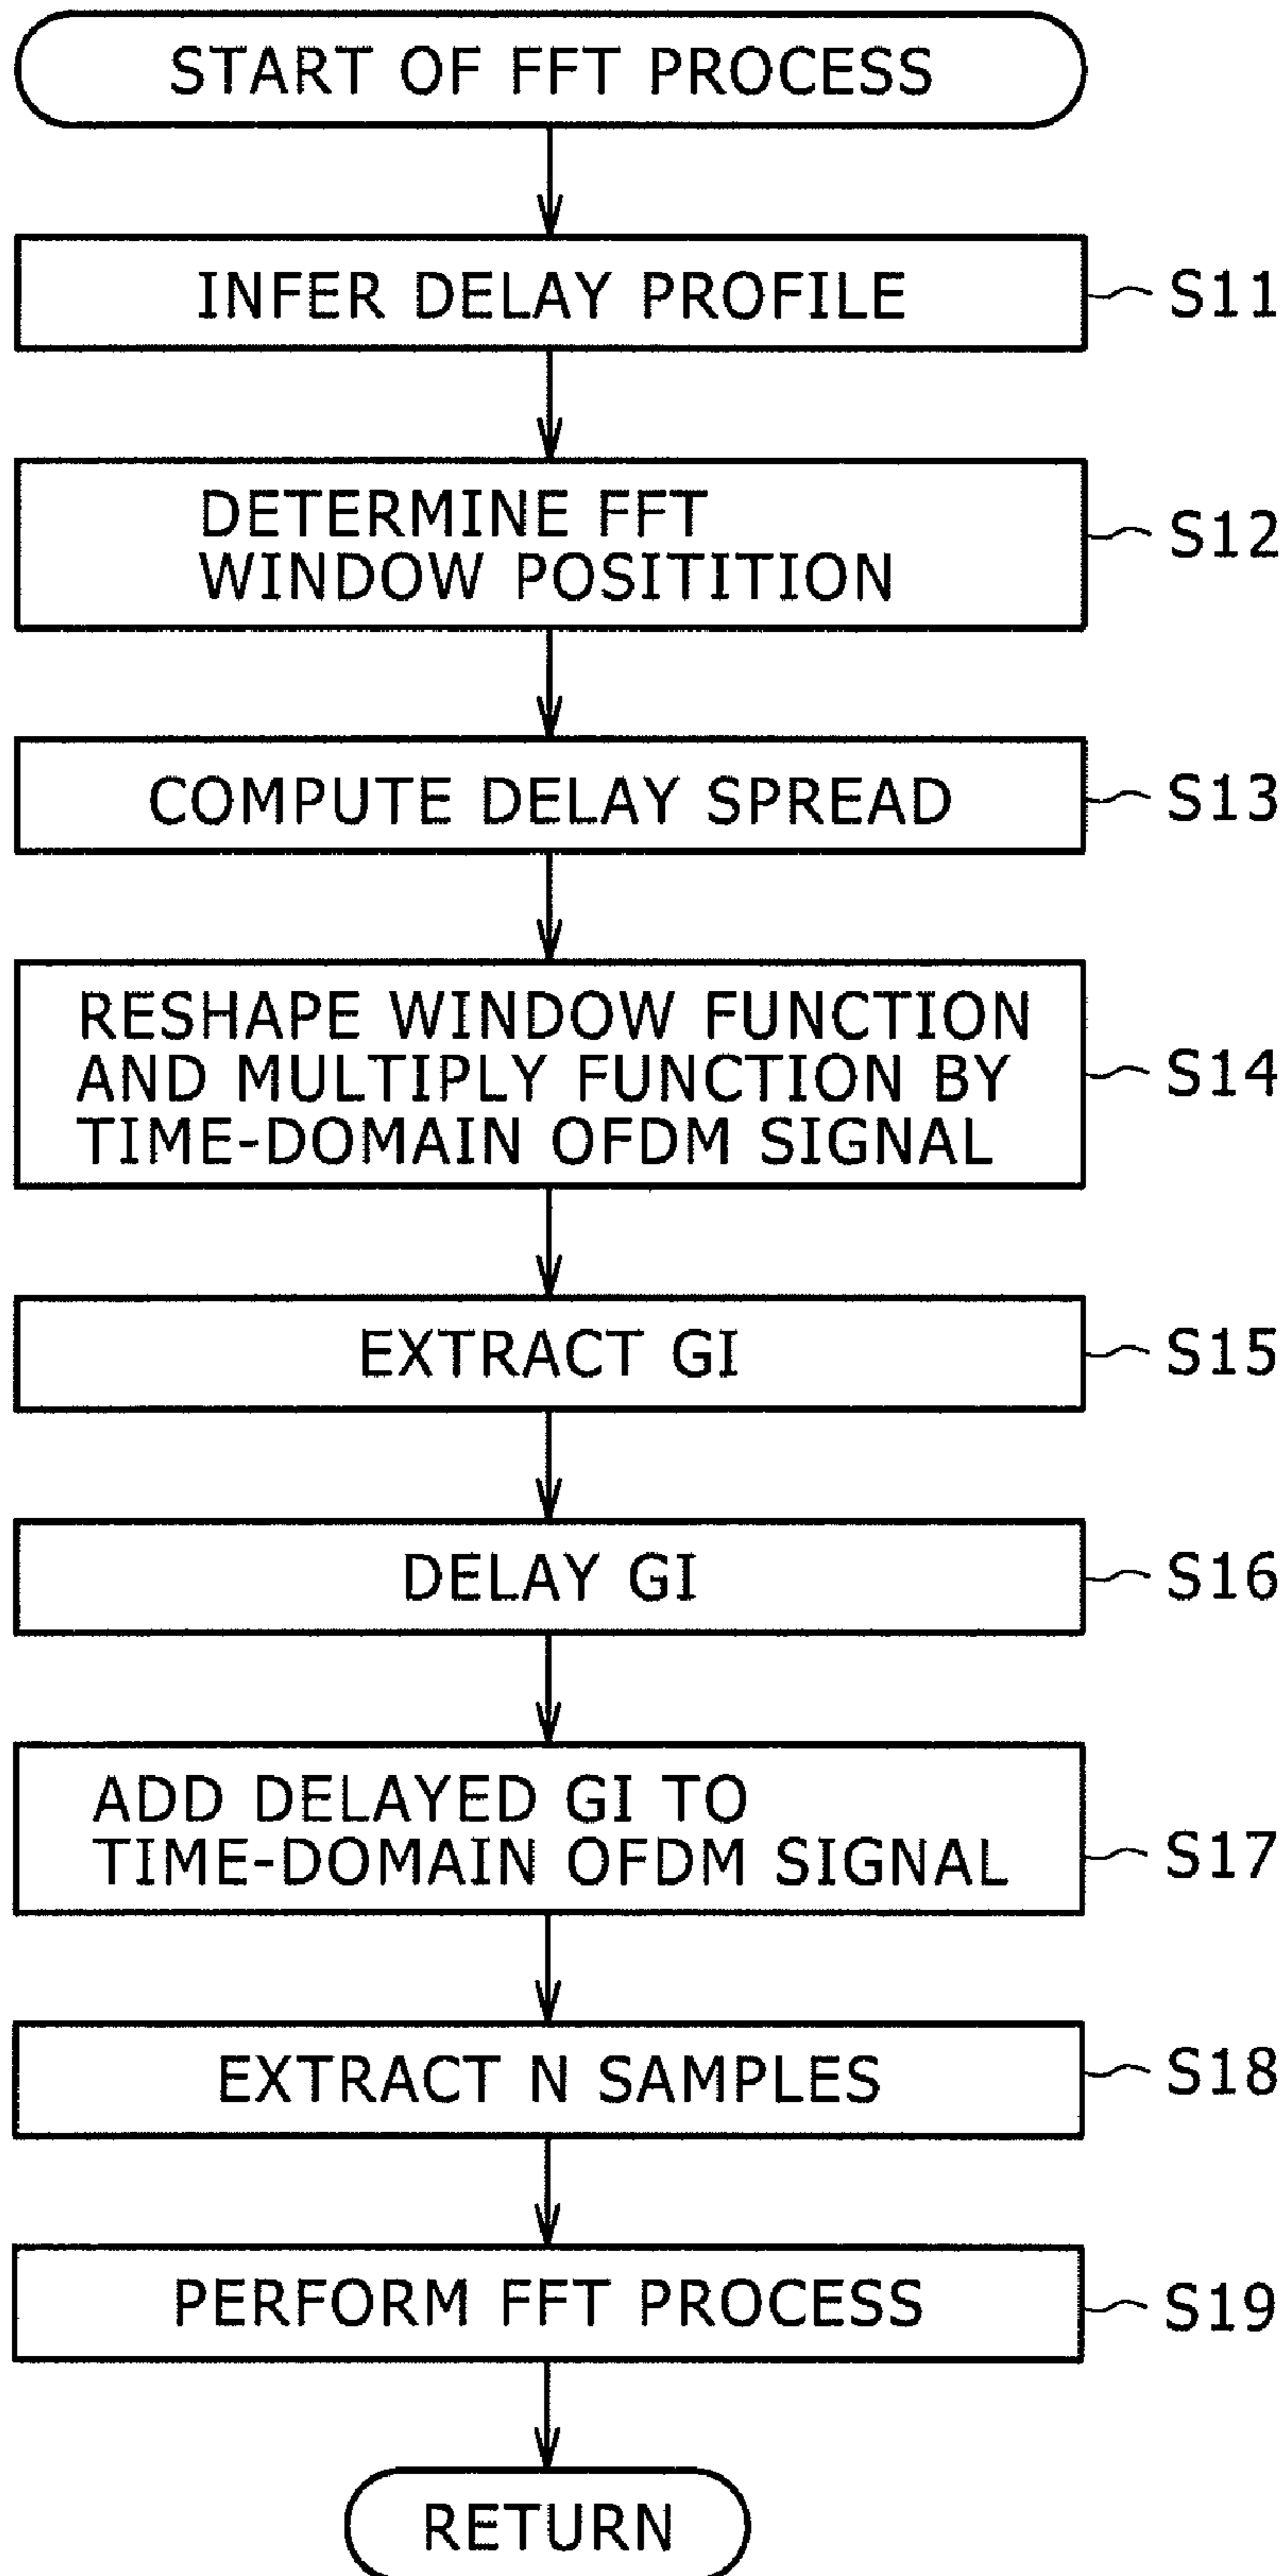 START OF FFT PROCESS
INFER DELAY PROFILE
S11
DETERMINE FFT
WINDOW POSITITION
S12
COMPUTE DELAY SPREAD
S13
RESHAPE WINDOW FUNCTION
AND MULTIPLY FUNCTION BY
TIME-DOMAIN OFDM SIGNAL
S14
EXTRACT GI
S15
DELAY GI
S16
ADD DELAYED GI TO
TIME-DOMAIN OFDM SIGNAL
S17
EXTRACT N SAMPLES
S18
PERFORM FFT PROCESS
S19
RETURN